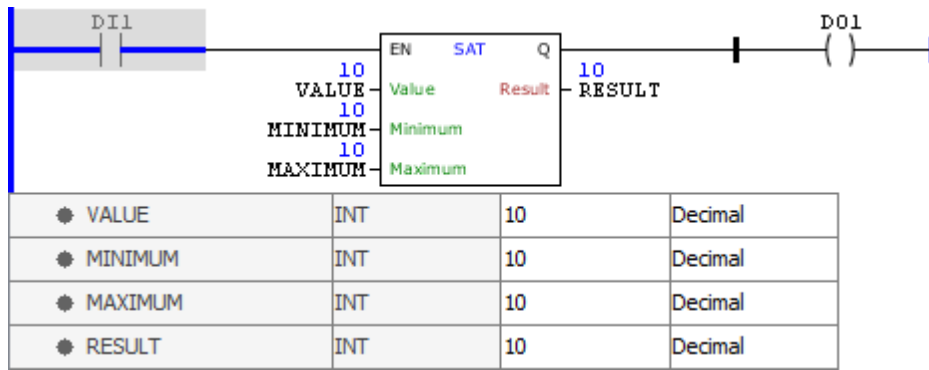 DI1 DO1
EN SAT Q
10 10
VALUE Value Result RESULT
10
MINIMUM Minimum
10
MAXIMUM Maximum
VALUE INT 10 Decimal
MINIMUM INT 10 Decimal
MAXIMUM INT 10 Decimal
RESULT INT 10 Decimal